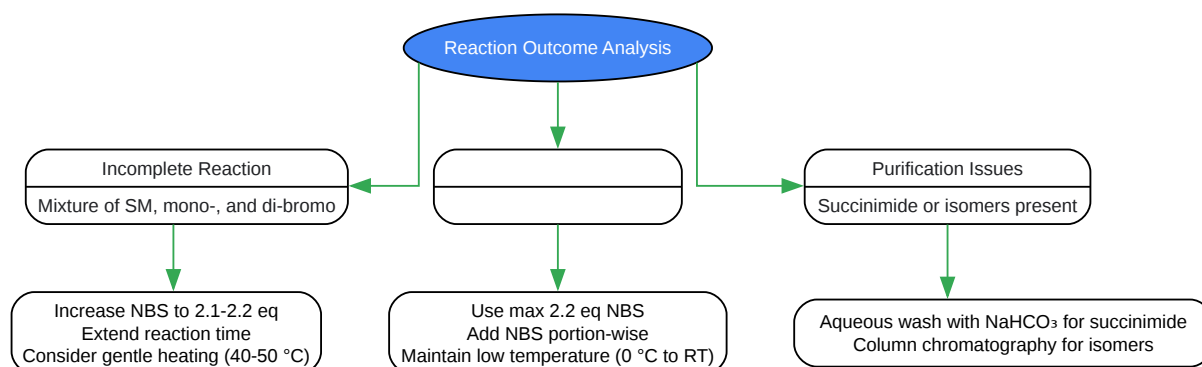 Reaction Outcome Analysis
Incomplete Reaction
Mixture of SM, mono-, and di-bromo
Purification Issues
Succinimide or isomers present
Increase NBS to 2.1-2.2 eq
Extend reaction time
Consider gentle heating (40-50 °C)
Use max 2.2 eq NBS
Add NBS portion-wise
Maintain low temperature (0 °C to RT)
Aqueous wash with NaHCO₃ for succinimide
Column chromatography for isomers